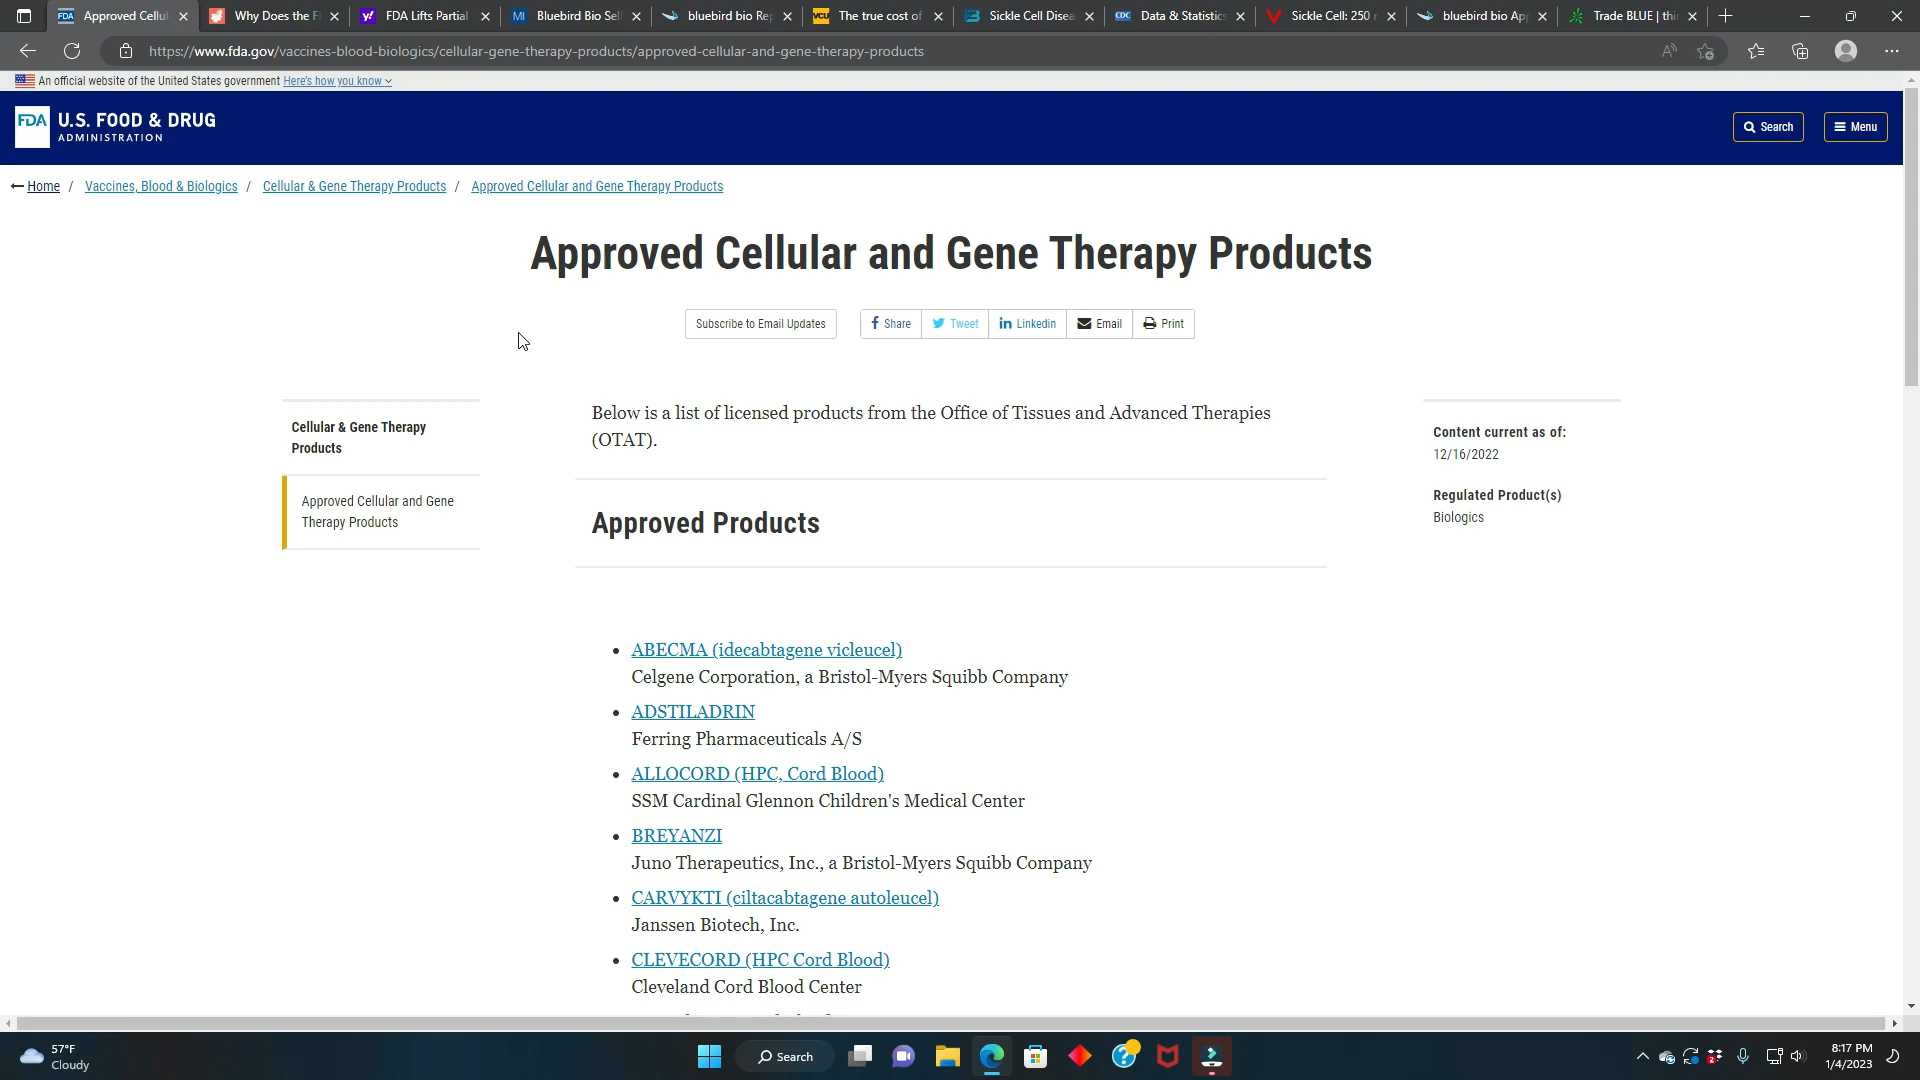 Approved Cellul
Why Does the F
FDA Lifts Partial
MI Bluebird Bio Sel
bluebird bio Rep
VCU The true cost of
Sickle Cell Disea
CDC Data & Statistics
Sickle Cell: 250
bluebird bio App
Trade BLUE | thi
https://www.fda.gov/vaccines-blood-biologics/cellular-gene-therapy-products/approved-cellular-and-gene-therapy-products
An official website of the United States government Here's how you know
FDA U.S. FOOD & DRUG
ADMINISTRATION
Search
Menu
Home / Vaccines, Blood & Biologics / Cellular & Gene Therapy Products / Approved Cellular and Gene Therapy Products
Approved Cellular and Gene Therapy Products
Subscribe to Email Updates
Share
Tweet
in Linkedin
Email
Print
Cellular & Gene Therapy
Products
Approved Cellular and Gene
Therapy Products
Below is a list of licensed products from the Office of Tissues and Advanced Therapies
(OTAT).
Approved Products
ABECMA (idecabtagene vicleucel)
Celgene Corporation, a Bristol-Myers Squibb Company
ADSTILADRIN
Ferring Pharmaceuticals A/S
ALLOCORD (HPC, Cord Blood)
SSM Cardinal Glennon Children's Medical Center
BREYANZI
Juno Therapeutics, Inc., a Bristol-Myers Squibb Company
CARVYKTI (ciltacabtagene autoleucel)
Janssen Biotech, Inc.
CLEVECORD (HPC Cord Blood)
Cleveland Cord Blood Center
Content current as of:
12/16/2022
Regulated Product(s)
Biologics
57°F
Cloudy
Search
8:17 PM
1/4/2023